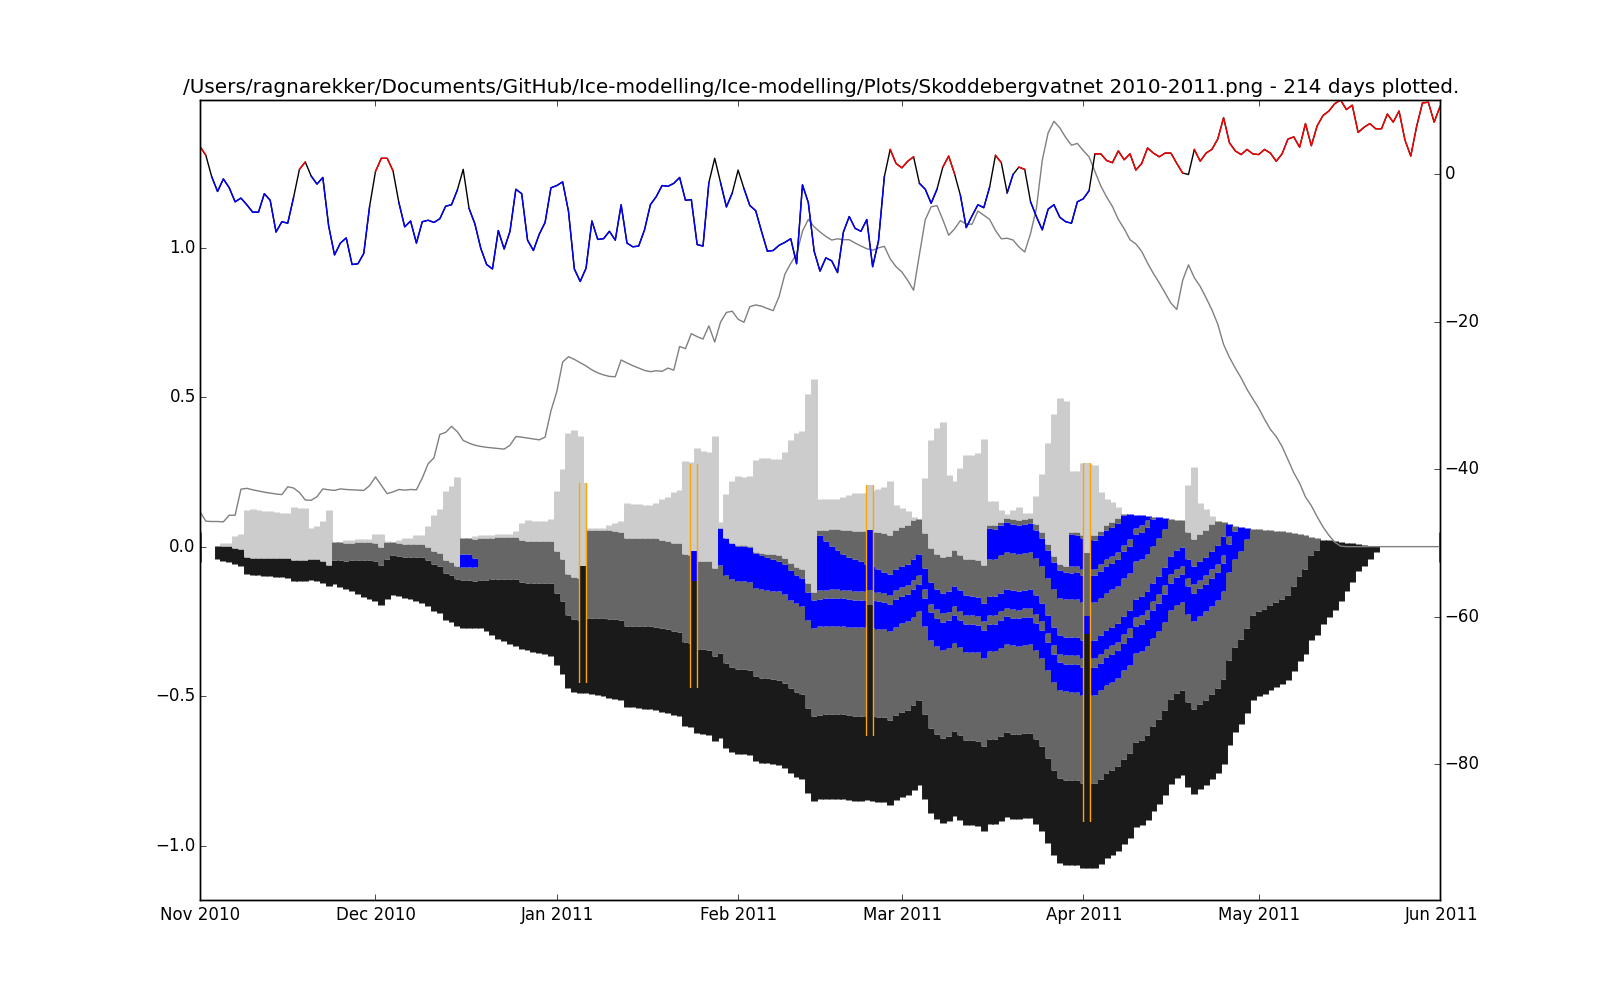 /Users/ragnarekker/Documents/GitHub/Ice-modelling/Ice-modelling/Plots/Skoddebergvatnet 2010-2011.png - 214 days plotted.
1.0
0.5
0.0
−0.5
−1.0
0
−20
−40
−60
−80
Nov 2010
Dec 2010
Jan 2011
Feb 2011
Mar 2011
Apr 2011
May 2011
Jun 2011